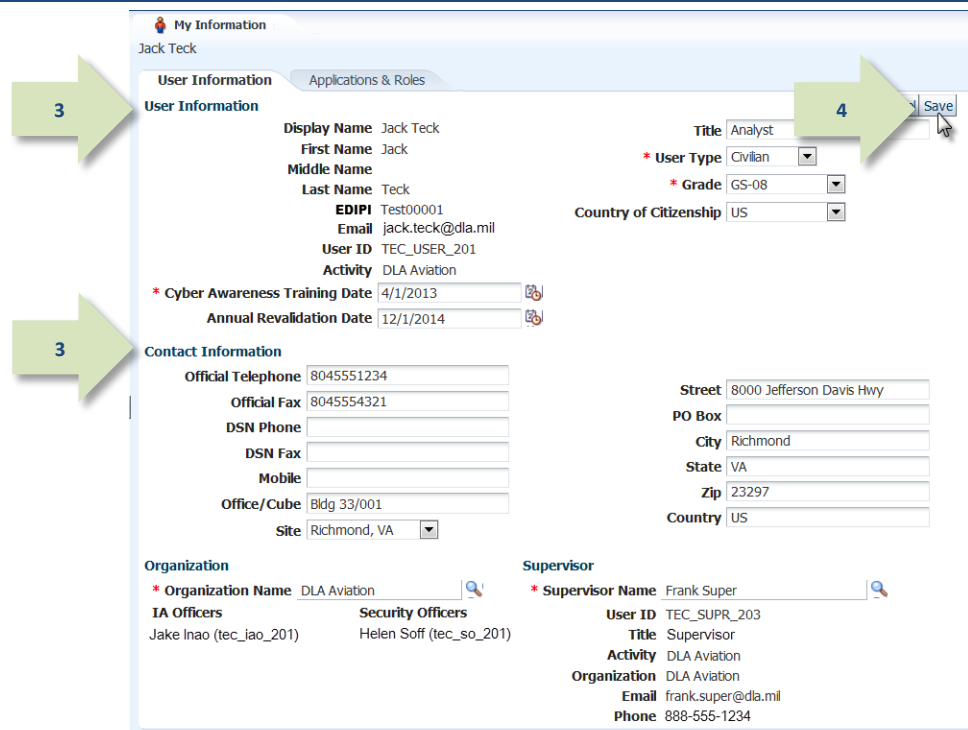 My Information
Jack Teck
User Information Applications & Roles
3
User Information
4
Save
Display Name Jack Teck
First Name Jack
Middle Name
Last Name Teck
EDIPI Test00001
Email jack.teck@dla.mil
User ID TEC_USER_201
Activity DLA Aviation
* Cyber Awareness Training Date 4/1/2013
Annual Revalidation Date 12/1/2014
Title Analyst
* User Type Civilian
* Grade GS-08
Country of Citizenship US
3
Contact Information
Official Telephone 8045551234
Official Fax 8045554321
DSN Phone
DSN Fax
Mobile
Office/Cube Bldg 33/001
Site Richmond, VA
Street 8000 Jefferson Davis Hwy
PO Box
City Richmond
State VA
Zip 23297
Country US
Organization
* Organization Name DLA Aviation
IA Officers Security Officers
Jake Inao (tec_iao_201) Helen Soff (tec_so_201)
Supervisor
* Supervisor Name Frank Super
User ID TEC_SUPR_203
Title Supervisor
Activity DLA Aviation
Organization DLA Aviation
Email frank.super@dla.mil
Phone 888-555-1234